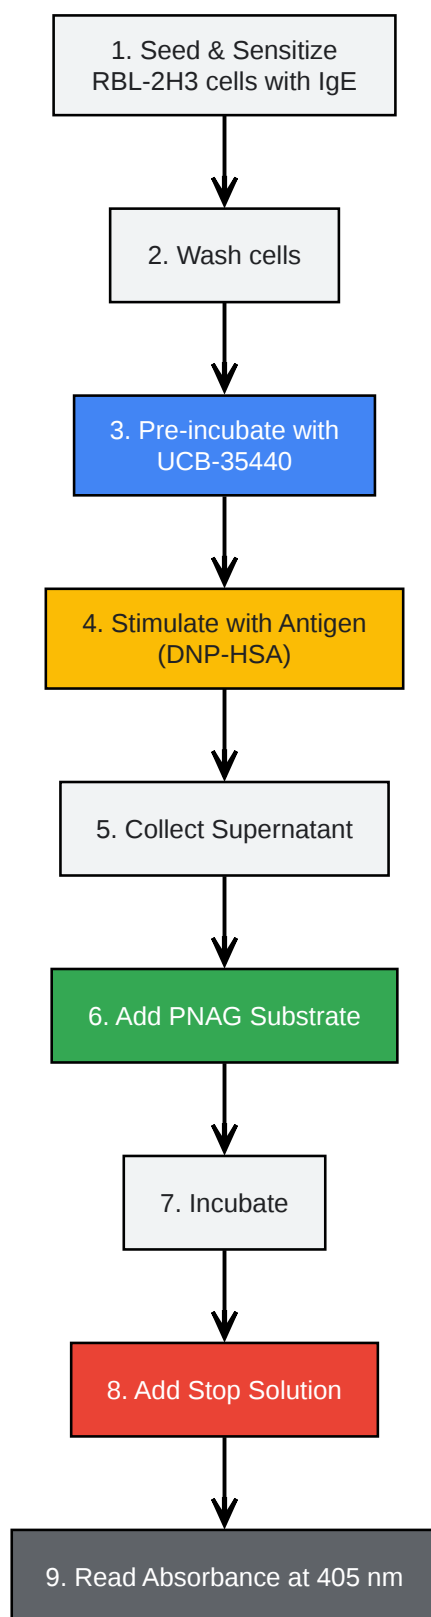 1. Seed & Sensitize
RBL-2H3 cells with IgE
2. Wash cells
3. Pre-incubate with
UCB-35440
4. Stimulate with Antigen
(DNP-HSA)
5. Collect Supernatant
6. Add PNAG Substrate
7. Incubate
8. Add Stop Solution
9. Read Absorbance at 405 nm